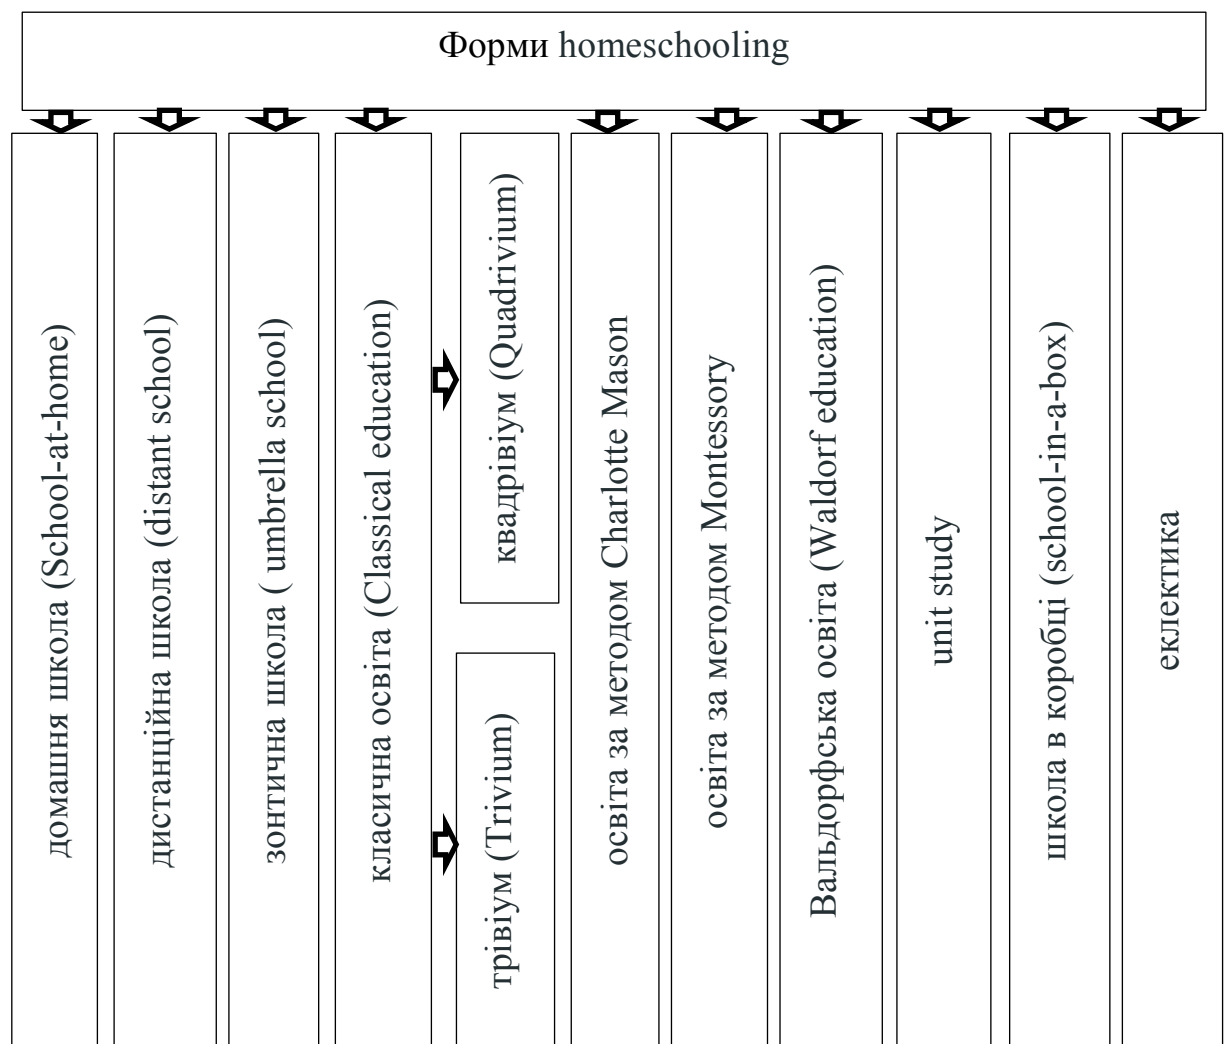 Форми homeschooling
домашня школа (School-at-home)
дистанційна школа (distant school)
зонтична школа ( umbrella school)
класична освіта (Classical education)
квадрівіум (Quadrivium)
трівіум (Trivium)
освіта за методом Charlotte Mason
освіта за методом Montessory
Вальдорфська освіта (Waldorf education)
unit study
школа в коробці (school-in-a-box)
еклектика